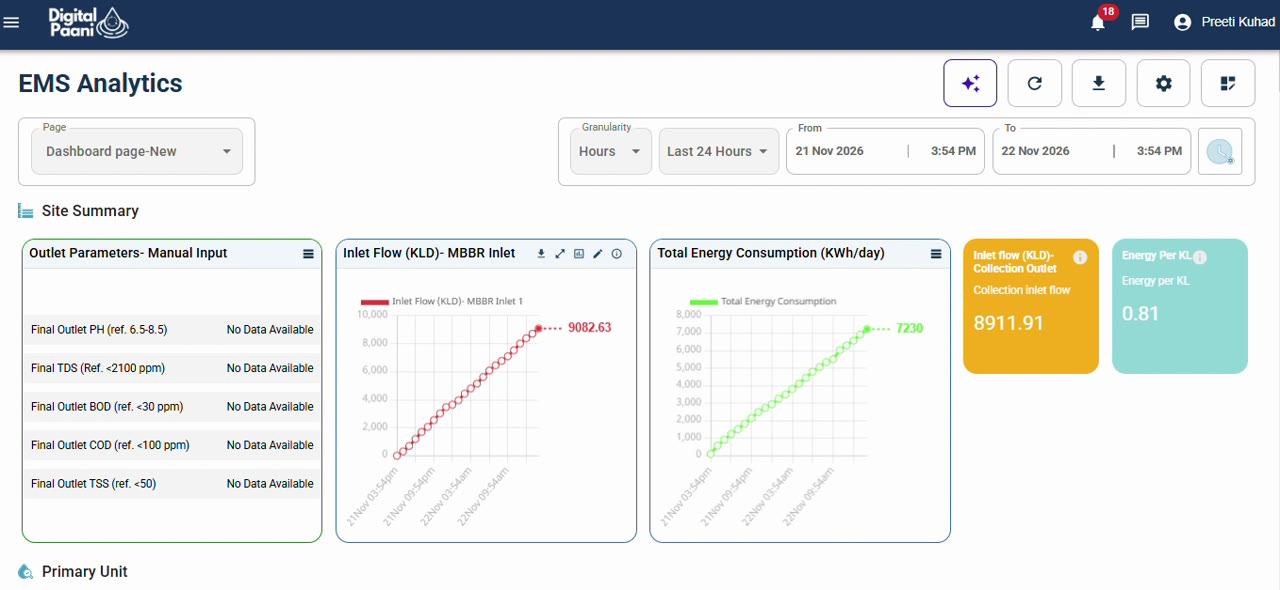 Digital
Paani
18
Preeti Kuhad
EMS Analytics
Page
Dashboard page-New
Granularity
Hours
Last 24 Hours
From
21 Nov 2026 | 3:54 PM
To
22 Nov 2026 | 3:54 PM
Site Summary
Outlet Parameters- Manual Input
Final Outlet PH (ref. 6.5-8.5) No Data Available
Final TDS (Ref. <2100 ppm) No Data Available
Final Outlet BOD (ref. <30 ppm) No Data Available
Final Outlet COD (ref. <100 ppm) No Data Available
Final Outlet TSS (ref. <50) No Data Available
Inlet Flow (KLD)- MBBR Inlet
Inlet Flow (KLD)- MBBR Inlet 1
10,000
8,000
6,000
4,000
2,000
0
9082.63
21Nov 03:54pm
21Nov 09:54pm
22Nov 03:54am
22Nov 09:54am
Total Energy Consumption (KWh/day)
Total Energy Consumption
8,000
7,000
6,000
5,000
4,000
3,000
2,000
1,000
0
7230
21Nov 03:54pm
21Nov 09:54pm
22Nov 03:54am
22Nov 09:54am
Inlet flow (KLD)-
Collection Outlet
Collection inlet flow
8911.91
Energy Per KL
Energy per KL
0.81
Primary Unit